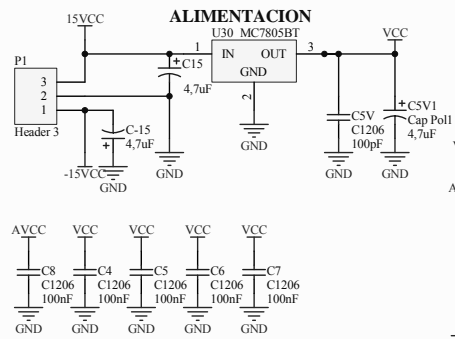 ALIMENTACION
15VCC
U30 MC7805BT
VCC
1
IN
OUT
3
GND
2
P1
3
2
1
Header 3
C15
4,7uF
C-15
4,7uF
-15VCC
GND
GND
GND
C5V
C1206
100pF
GND
C5V1
Cap Pol1
4,7uF
GND
AVCC
VCC
VCC
VCC
VCC
C8
C1206
100nF
C4
C1206
100nF
C5
C1206
100nF
C6
C1206
100nF
C7
C1206
100nF
GND
GND
GND
GND
GND